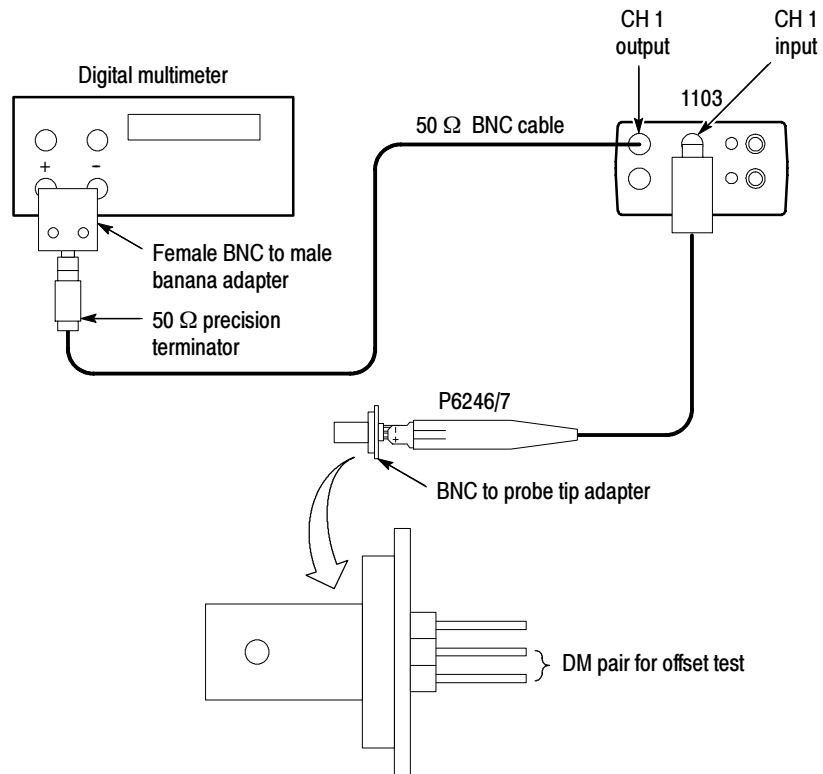 CH 1
output
CH 1
input
Digital multimeter
1103
50 Ω BNC cable
+ −
Female BNC to male
banana adapter
50 Ω precision
terminator
P6246/7
−
+
BNC to probe tip adapter
DM pair for offset test